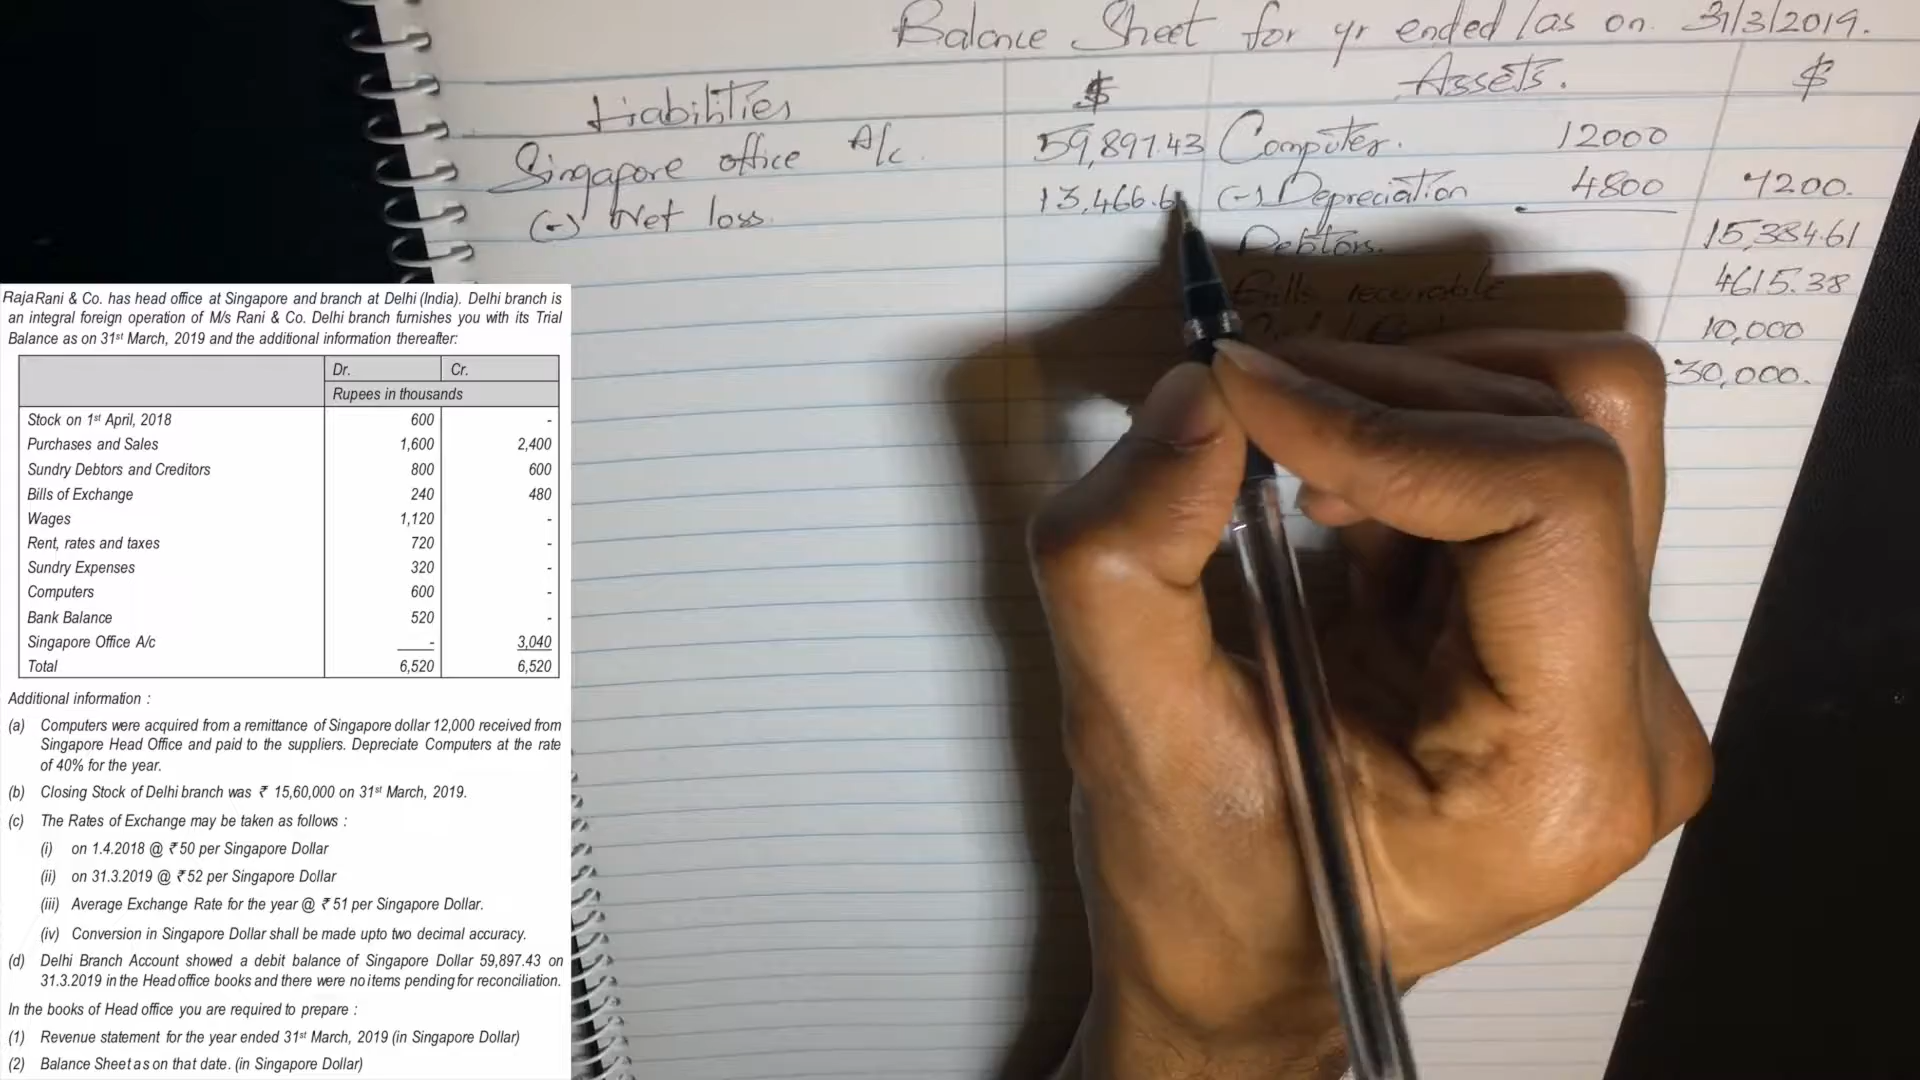 Balance Sheet for yr ended / as on 31/3/2019.
Liabilities $ Assets. $
Singapore office A/c. 59,897.43 Computer. 12000
(-) Net loss 13,466.6 (-) Depreciation 4800 7200.
Debtors. 15,384.61
Bills receivable 4615.38
10,000
30,000.
Raja Rani & Co. has head office at Singapore and branch at Delhi (India). Delhi branch is
an integral foreign operation of M/s Rani & Co. Delhi branch furnishes you with its Trial
Balance as on 31st March, 2019 and the additional information thereafter:
Dr. Cr.
Rupees in thousands
Stock on 1st April, 2018 600 -
Purchases and Sales 1,600 2,400
Sundry Debtors and Creditors 800 600
Bills of Exchange 240 480
Wages 1,120 -
Rent, rates and taxes 720 -
Sundry Expenses 320 -
Computers 600 -
Bank Balance 520 -
Singapore Office A/c - 3,040
Total 6,520 6,520
Additional information :
(a) Computers were acquired from a remittance of Singapore dollar 12,000 received from
Singapore Head Office and paid to the suppliers. Depreciate Computers at the rate
of 40% for the year.
(b) Closing Stock of Delhi branch was ₹ 15,60,000 on 31st March, 2019.
(c) The Rates of Exchange may be taken as follows :
(i) on 1.4.2018 @ ₹ 50 per Singapore Dollar
(ii) on 31.3.2019 @ ₹ 52 per Singapore Dollar
(iii) Average Exchange Rate for the year @ ₹ 51 per Singapore Dollar.
(iv) Conversion in Singapore Dollar shall be made upto two decimal accuracy.
(d) Delhi Branch Account showed a debit balance of Singapore Dollar 59,897.43 on
31.3.2019 in the Head office books and there were no items pending for reconciliation.
In the books of Head office you are required to prepare :
(1) Revenue statement for the year ended 31st March, 2019 (in Singapore Dollar)
(2) Balance Sheet as on that date. (in Singapore Dollar)